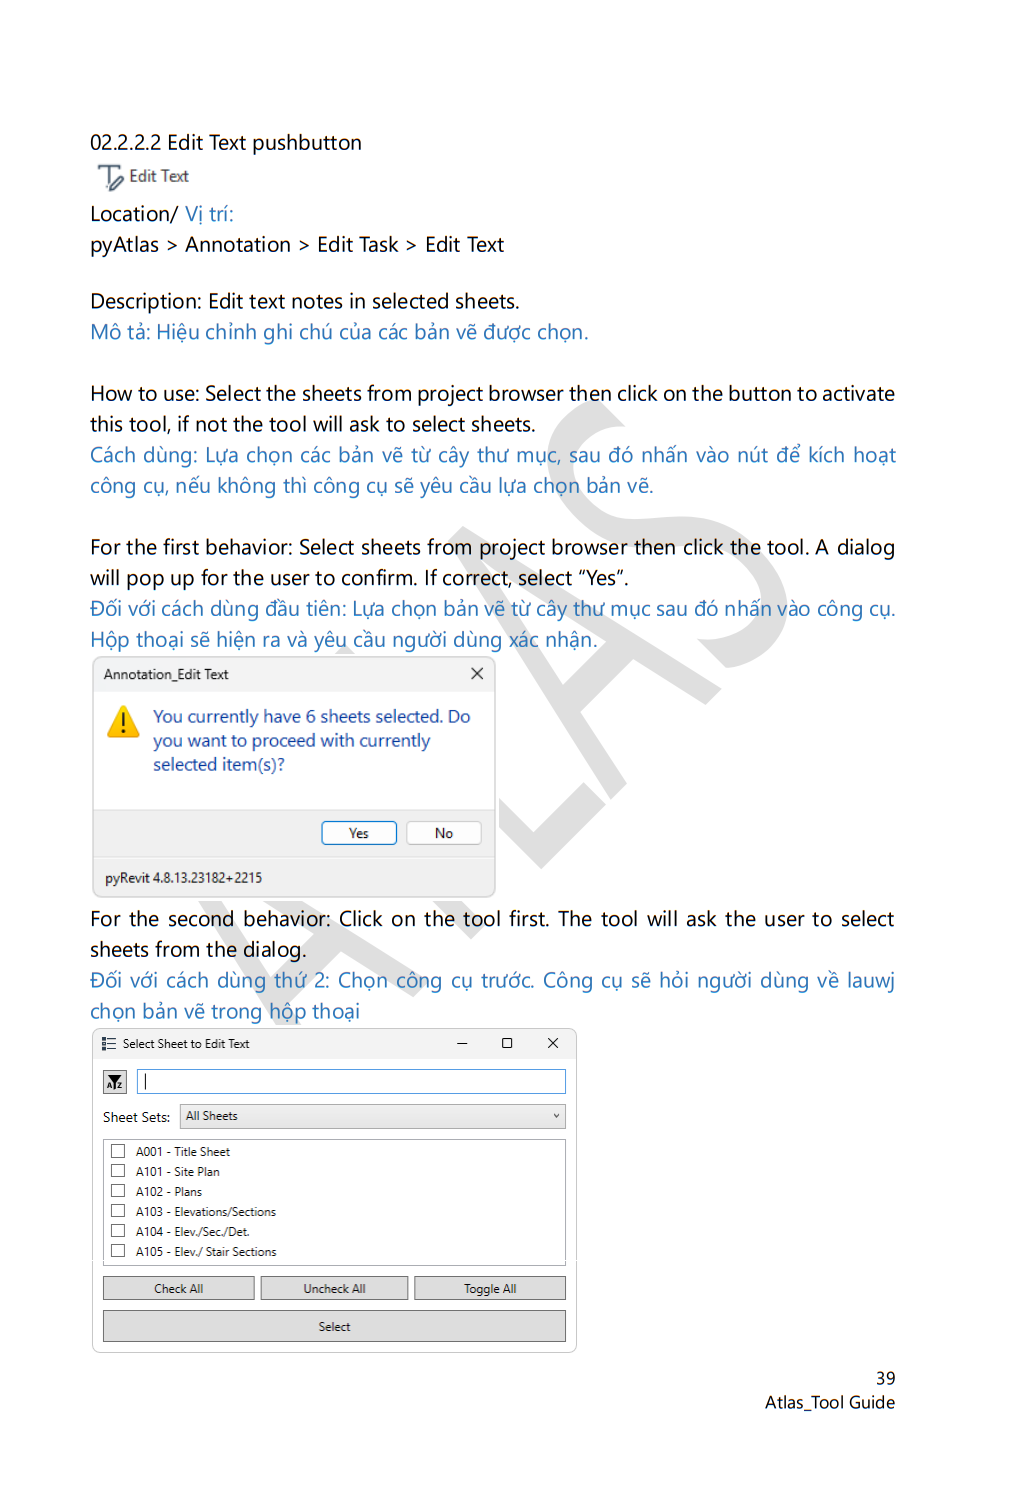 02.2.2.2 Edit Text pushbutton
Edit Text
Location/ Vị trí:
pyAtlas > Annotation > Edit Task > Edit Text
Description: Edit text notes in selected sheets.
Mô tả: Hiệu chỉnh ghi chú của các bản vẽ được chọn.
How to use: Select the sheets from project browser then click on the button to activate
this tool, if not the tool will ask to select sheets.
Cách dùng: Lựa chọn các bản vẽ từ cây thư mục, sau đó nhấn vào nút để kích hoạt
công cụ, nếu không thì công cụ sẽ yêu cầu lựa chọn bản vẽ.
For the first behavior: Select sheets from project browser then click the tool. A dialog
will pop up for the user to confirm. If correct, select “Yes”.
Đối với cách dùng đầu tiên: Lựa chọn bản vẽ từ cây thư mục sau đó nhấn vào công cụ.
Hộp thoại sẽ hiện ra và yêu cầu người dùng xác nhận.
Annotation_Edit Text
You currently have 6 sheets selected. Do
you want to proceed with currently
selected item(s)?
Yes No
pyRevit 4.8.13.23182+2215
For the second behavior: Click on the tool first. The tool will ask the user to select
sheets from the dialog.
Đối với cách dùng thứ 2: Chọn công cụ trước. Công cụ sẽ hỏi người dùng về lauwj
chọn bản vẽ trong hộp thoại
Select Sheet to Edit Text
AZ
Sheet Sets: All Sheets
A001 - Title Sheet
A101 - Site Plan
A102 - Plans
A103 - Elevations/Sections
A104 - Elev./Sec./Det.
A105 - Elev./ Stair Sections
Check All Uncheck All Toggle All
Select
39
Atlas_Tool Guide
ATLAS